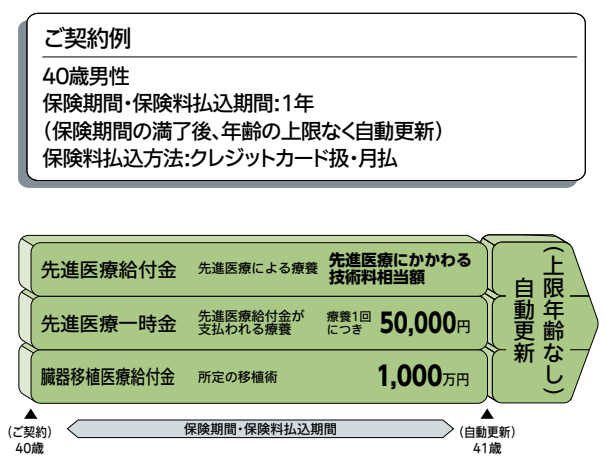 ご契約例
40歳男性
保険期間・保険料払込期間:1年
(保険期間の満了後、年齢の上限なく自動更新)
保険料払込方法:クレジットカード扱・月払
先進医療給付金 先進医療による療養 先進医療にかかわる
技術料相当額
先進医療一時金 先進医療給付金が
支払われる療養 療養1回
につき 50,000円
臓器移植医療給付金 所定の移植術 1,000万円
自動更新
(上限年齢なし)
(ご契約)
40歳
保険期間・保険料払込期間
(自動更新)
41歳